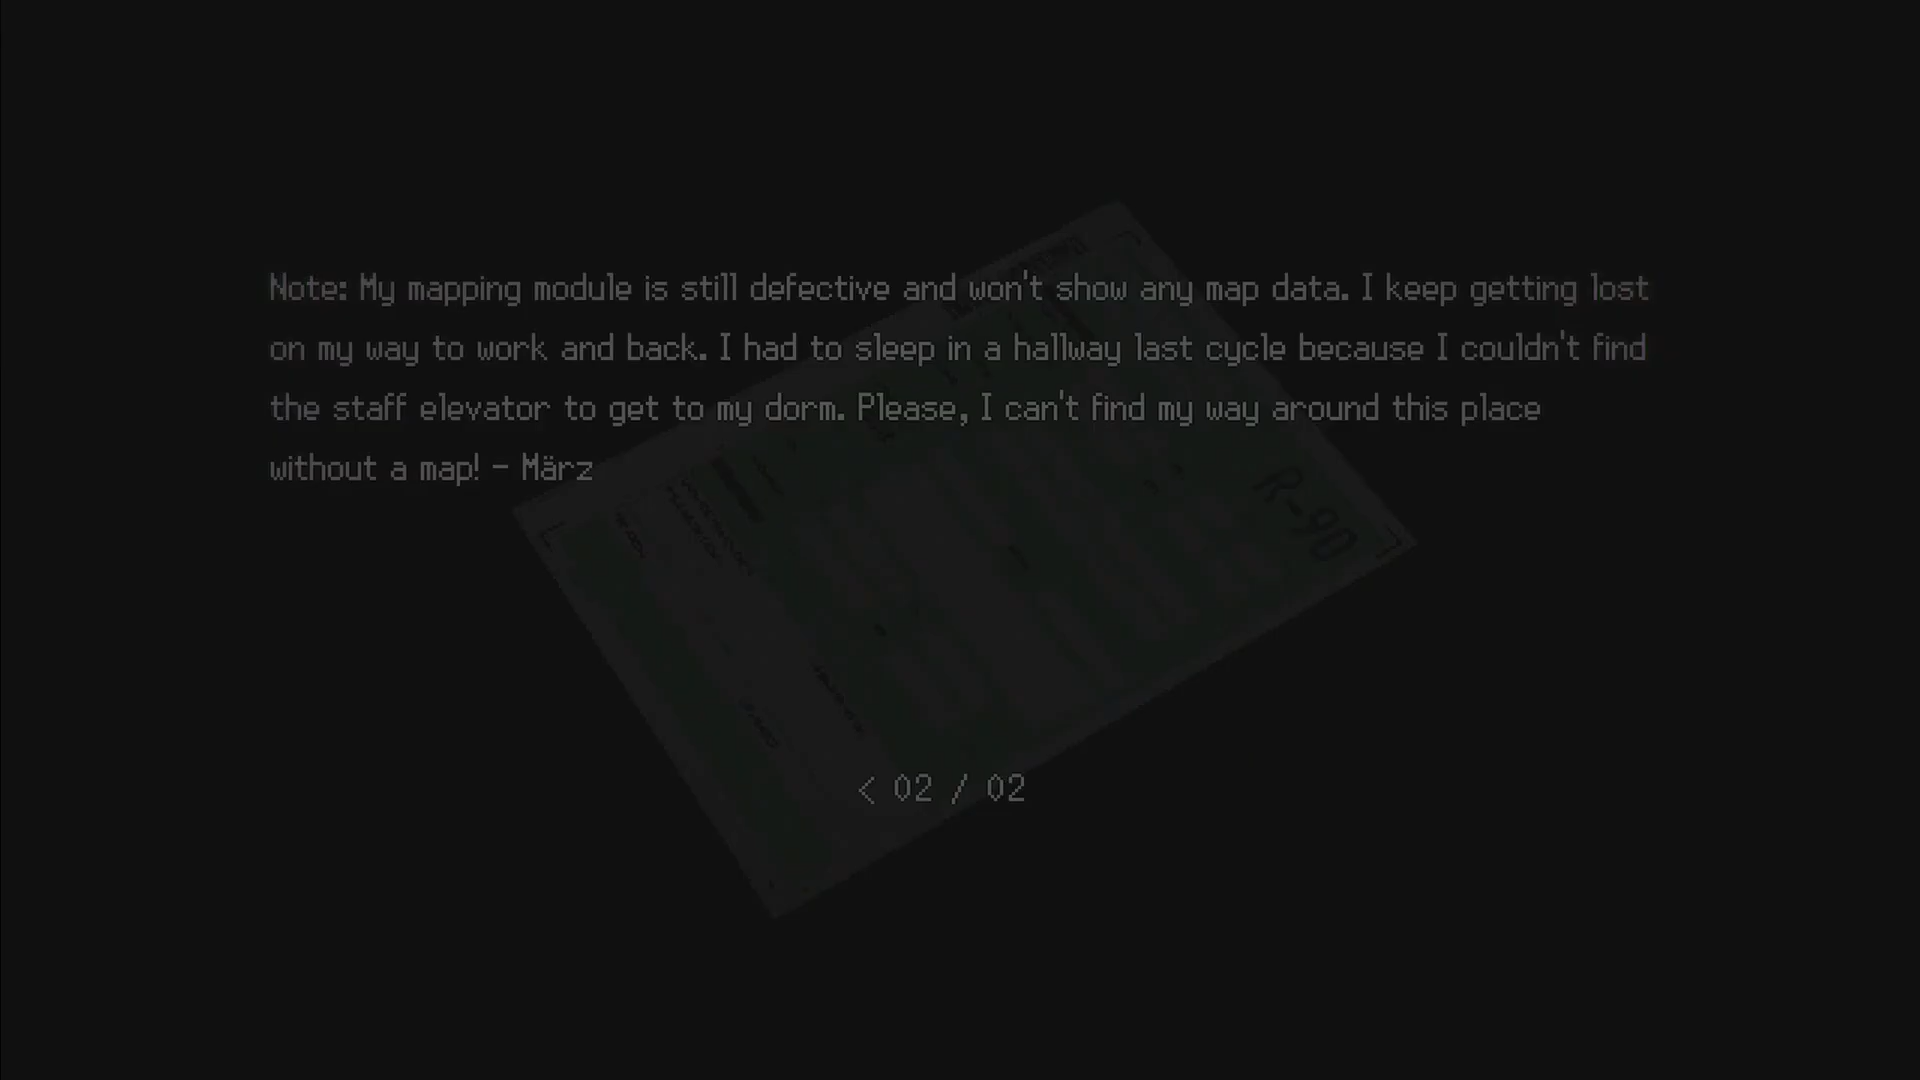 Note: My mapping module is still defective and won't show any map data. I keep getting lost
on my way to work and back. I had to sleep in a hallway last cycle because I couldn't find
the staff elevator to get to my dorm. Please, I can't find my way around this place
without a map! - März
R-90
< 02 / 02